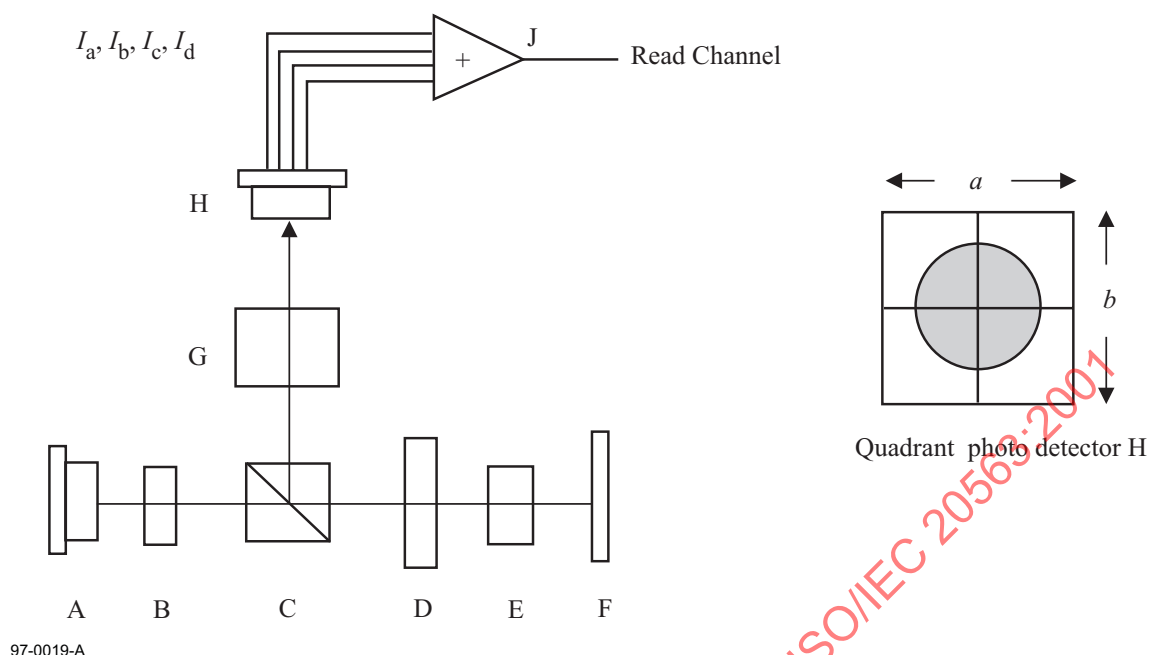 Ia, Ib, Ic, Id
J
+
Read Channel
H
a
b
G
Quadrant photo detector H
A B C D E F
97-0019-A
ISO/IEC 20563:2001